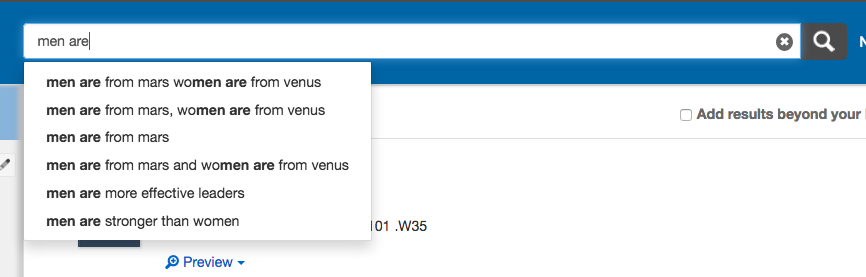 men are
N
men are from mars women are from venus
men are from mars, women are from venus
Add results beyond your
men are from mars
men are from mars and women are from venus
men are more effective leaders
men are stronger than women
101 .W35
Preview